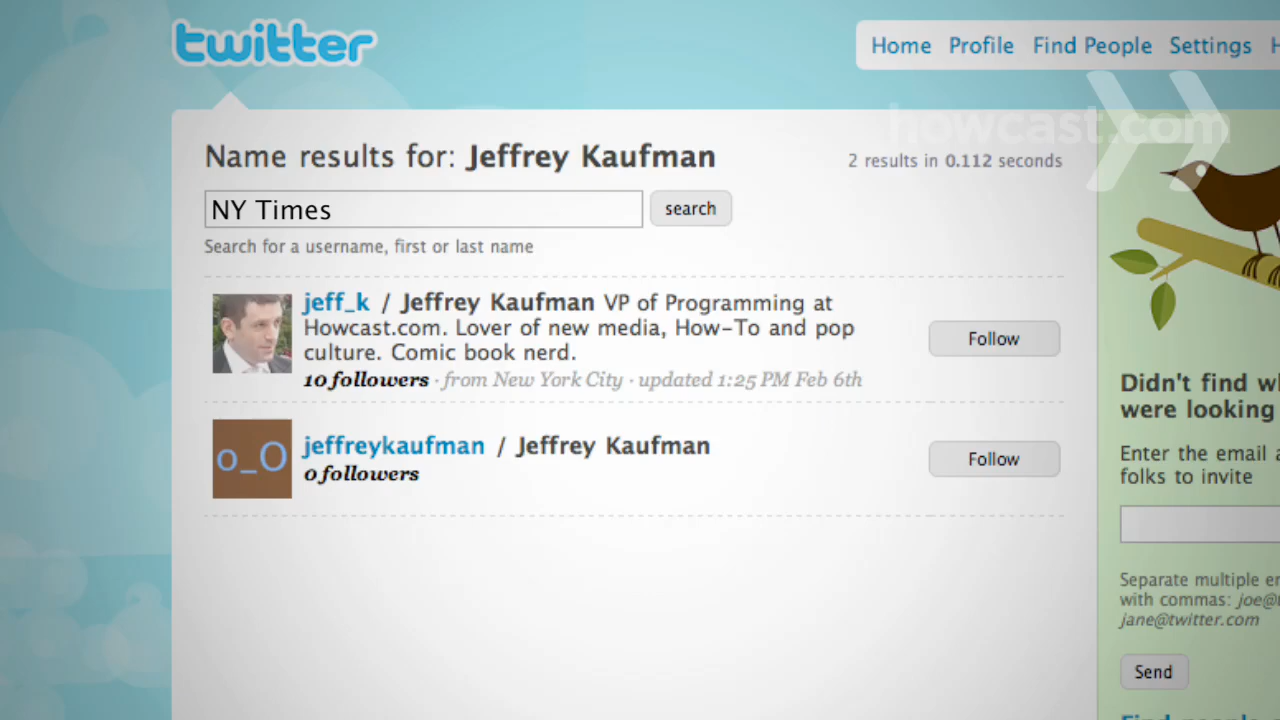 twitter
Home Profile Find People Settings H
howcast.com
Name results for: Jeffrey Kaufman
2 results in 0.112 seconds
NY Times
search
Search for a username, first or last name
jeff_k / Jeffrey Kaufman VP of Programming at
Howcast.com. Lover of new media, How-To and pop
culture. Comic book nerd.
10 followers · from New York City · updated 1:25 PM Feb 6th
Follow
o_O
jeffreykaufman / Jeffrey Kaufman
0 followers
Follow
Didn't find wh
were looking
Enter the email a
folks to invite
Separate multiple em
with commas: joe@t
jane@twitter.com
Send